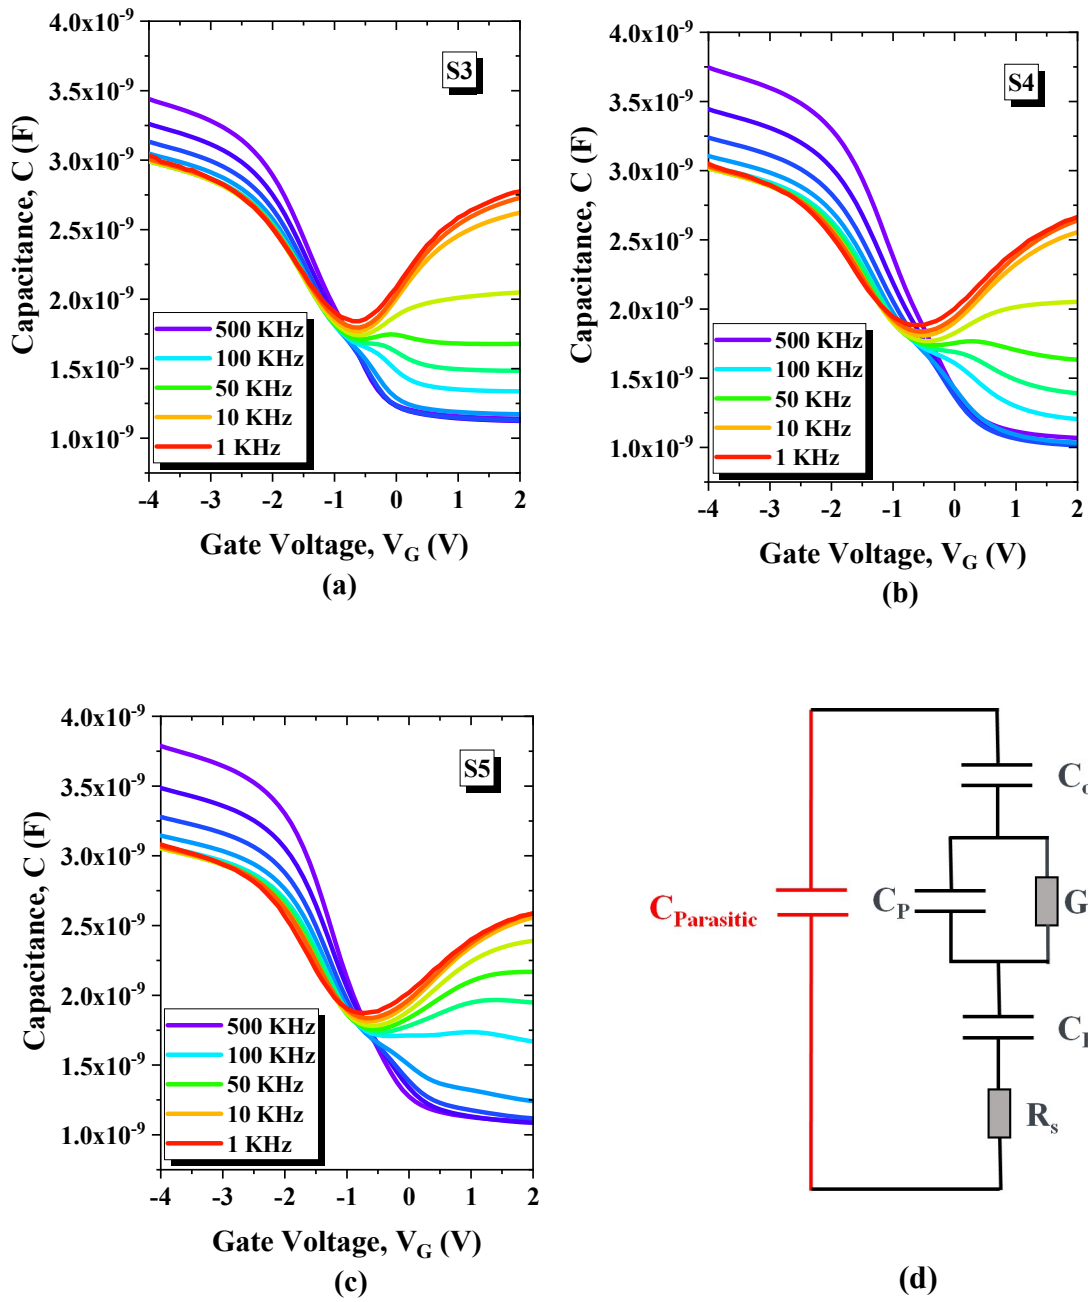 S3
Capacitance, C (F)
4.0x10⁻⁹
3.5x10⁻⁹
3.0x10⁻⁹
2.5x10⁻⁹
2.0x10⁻⁹
1.5x10⁻⁹
1.0x10⁻⁹
500 KHz
100 KHz
50 KHz
10 KHz
1 KHz
-4 -3 -2 -1 0 1 2
Gate Voltage, V_G (V)
(a)
S4
Capacitance, C (F)
4.0x10⁻⁹
3.5x10⁻⁹
3.0x10⁻⁹
2.5x10⁻⁹
2.0x10⁻⁹
1.5x10⁻⁹
1.0x10⁻⁹
500 KHz
100 KHz
50 KHz
10 KHz
1 KHz
-4 -3 -2 -1 0 1 2
Gate Voltage, V_G (V)
(b)
S5
Capacitance, C (F)
4.0x10⁻⁹
3.5x10⁻⁹
3.0x10⁻⁹
2.5x10⁻⁹
2.0x10⁻⁹
1.5x10⁻⁹
1.0x10⁻⁹
500 KHz
100 KHz
50 KHz
10 KHz
1 KHz
-4 -3 -2 -1 0 1 2
Gate Voltage, V_G (V)
(c)
C_Parasitic
C_P
R_s
(d)